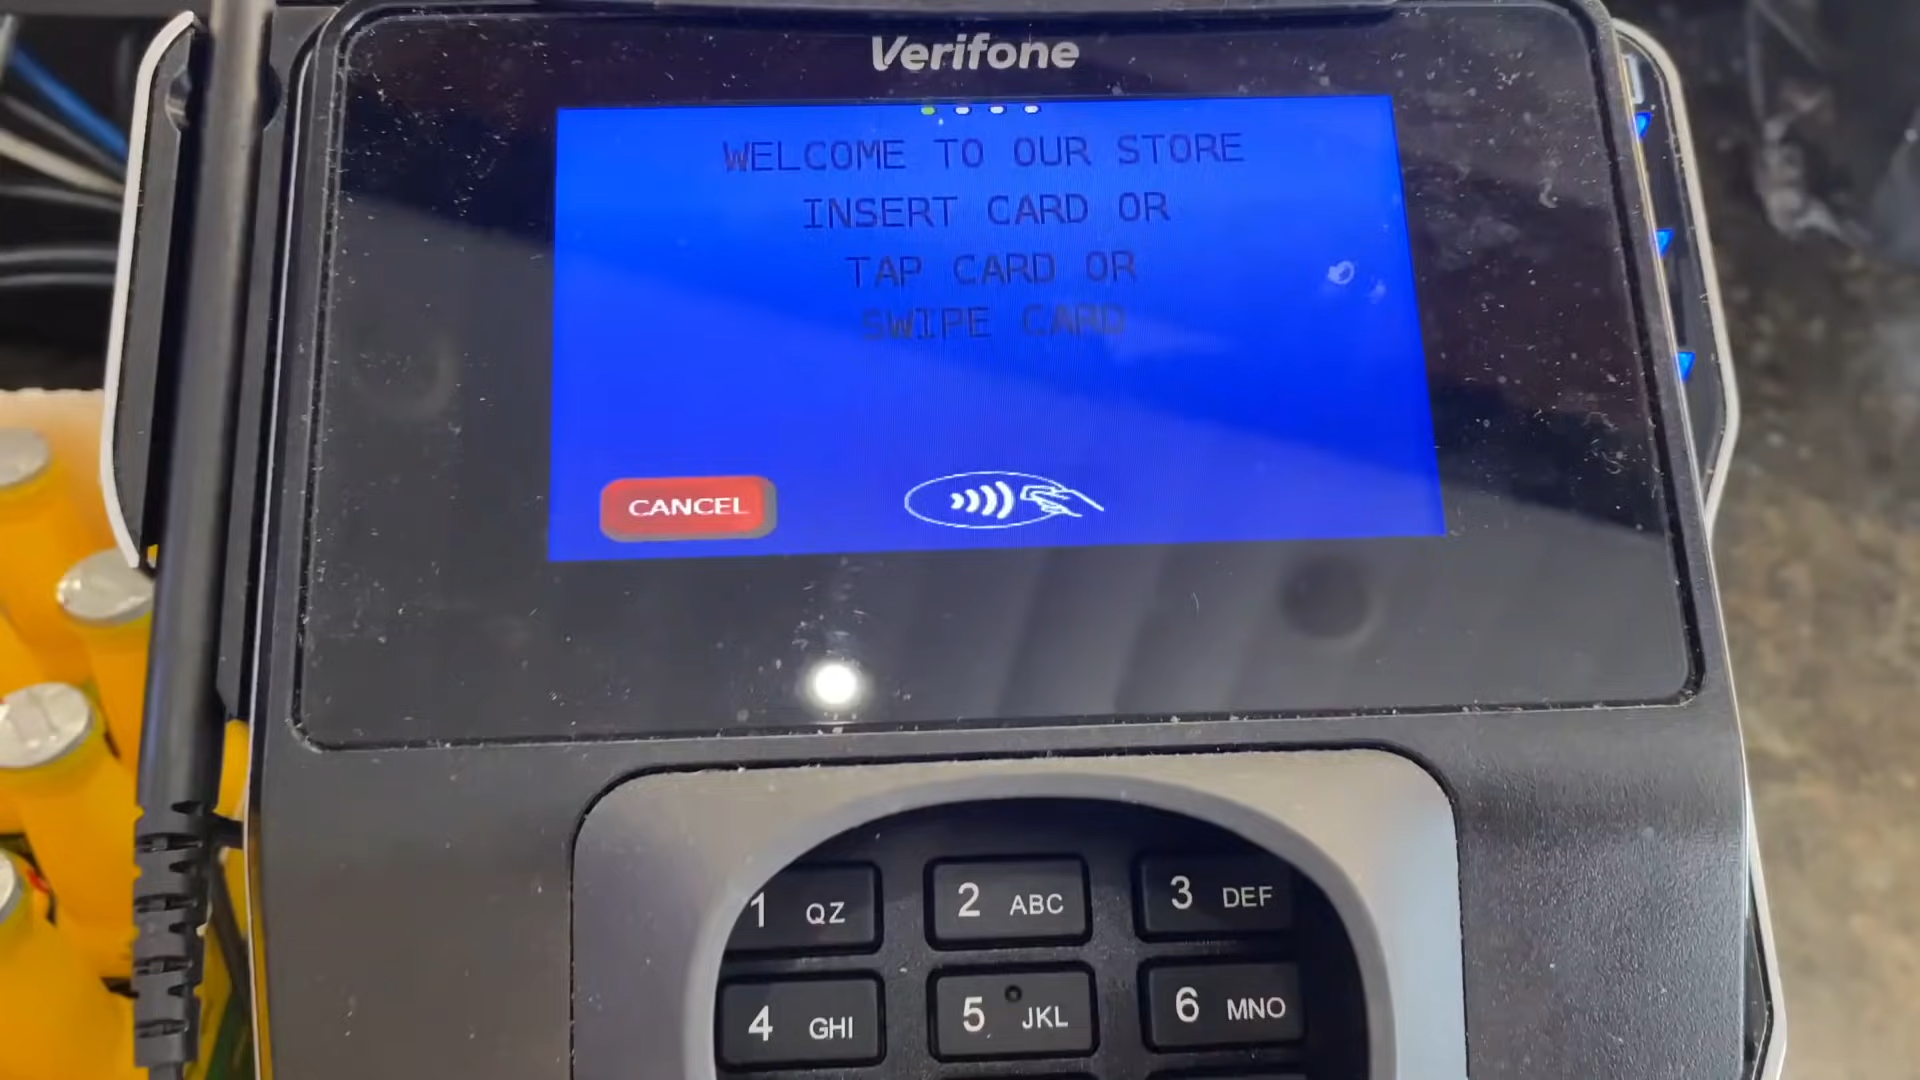 Verifone
WELCOME TO OUR STORE
INSERT CARD OR
TAP CARD OR
SWIPE CARD
CANCEL
1 QZ
2 ABC
3 DEF
4 GHI
5 JKL
6 MNO